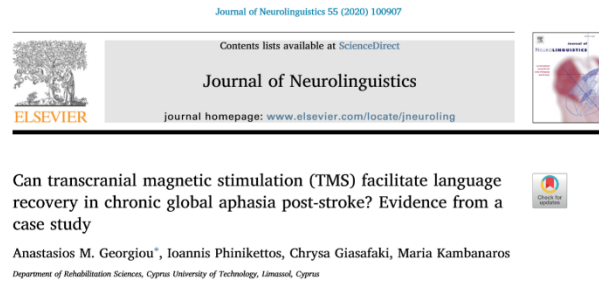 Journal of Neurolinguistics 55 (2020) 100907
Contents lists available at ScienceDirect
Journal of Neurolinguistics
journal homepage: www.elsevier.com/locate/jneuroling
ELSEVIER
Journal of
NEUROLINGUISTICS
Can transcranial magnetic stimulation (TMS) facilitate language
recovery in chronic global aphasia post-stroke? Evidence from a
case study
Check for
updates
Anastasios M. Georgiou*, Ioannis Phinikettos, Chrysa Giasafaki, Maria Kambanaros
Department of Rehabilitation Sciences, Cyprus University of Technology, Limassol, Cyprus